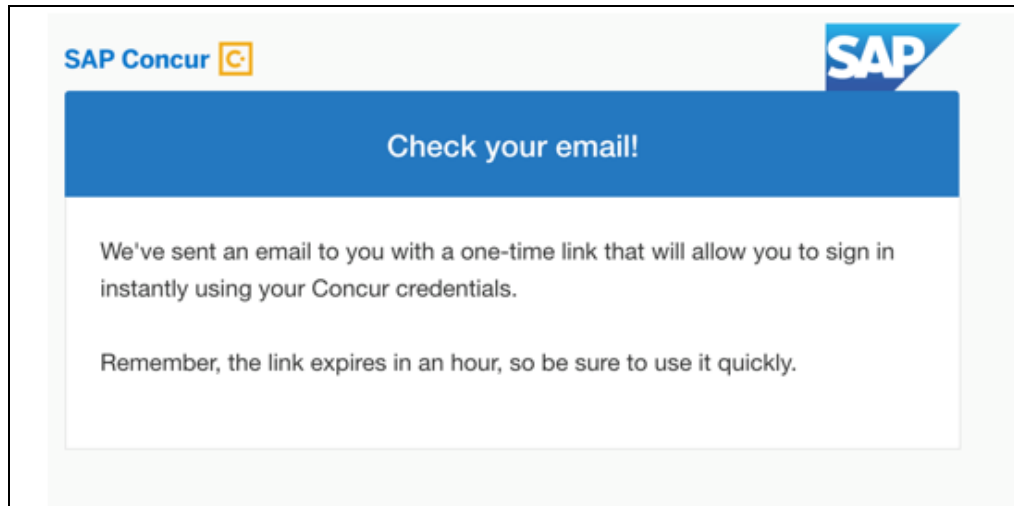 SAP Concur C
SAP
Check your email!
We've sent an email to you with a one-time link that will allow you to sign in
instantly using your Concur credentials.
Remember, the link expires in an hour, so be sure to use it quickly.